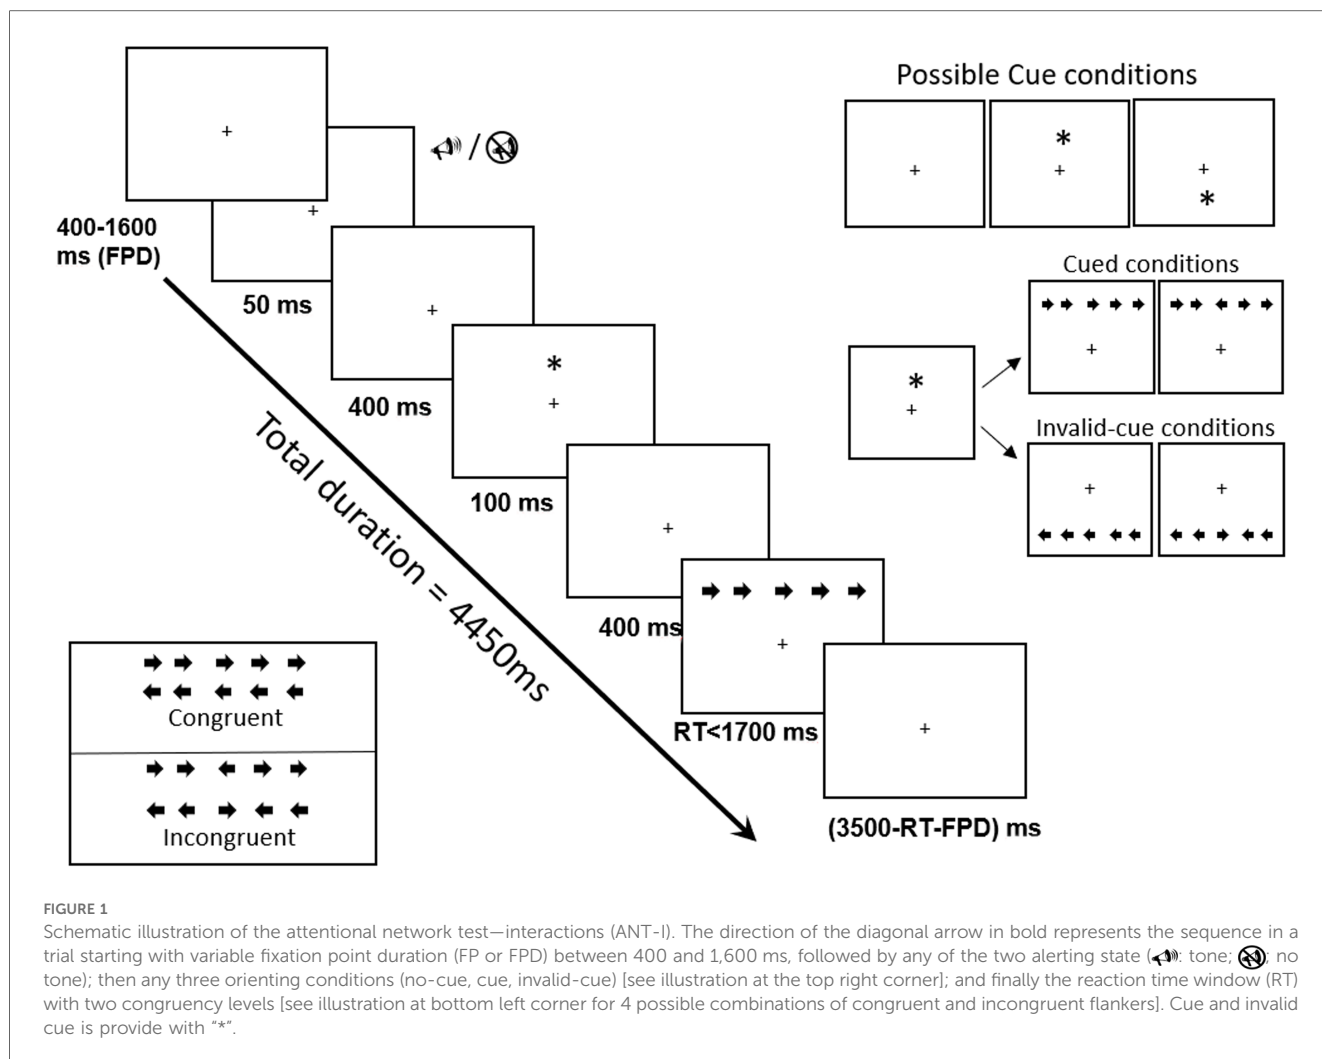 Possible Cue conditions
400-1600
ms (FPD)
50 ms
400 ms
100 ms
400 ms
RT<1700 ms
(3500-RT-FPD) ms
Total duration = 4450ms
Cued conditions
Invalid-cue conditions
Congruent
Incongruent
FIGURE 1
Schematic illustration of the attentional network test—interactions (ANT-I). The direction of the diagonal arrow in bold represents the sequence in a
trial starting with variable fixation point duration (FP or FPD) between 400 and 1,600 ms, followed by any of the two alerting state (: tone; : no
tone); then any three orienting conditions (no-cue, cue, invalid-cue) [see illustration at the top right corner]; and finally the reaction time window (RT)
with two congruency levels [see illustration at bottom left corner for 4 possible combinations of congruent and incongruent flankers]. Cue and invalid
cue is provide with “*”.